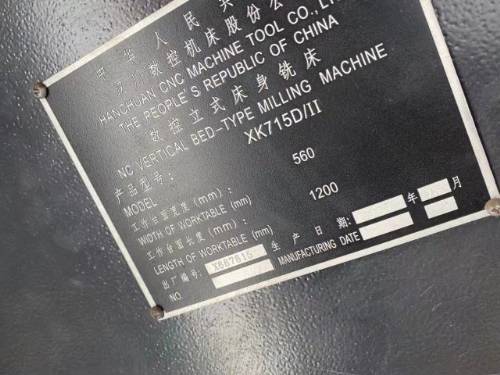 中华人民共
汉川数控机床股份公
HANCHUAN CNC MACHINE TOOL CO., LT
THE PEOPLE'S REPUBLIC OF CHINA
数控立式床身铣床
NC VERTICAL BED-TYPE MILLING MACHINE
产品型号: XK715D/II
MODEL
工作台面宽度(mm): 560
WIDTH OF WORKTABLE (mm)
工作台面长度(mm): 1200
LENGTH OF WORKTABLE (mm)
出厂编号: X687815 生产日期: 年 月
NO. MANUFACTURING DATE